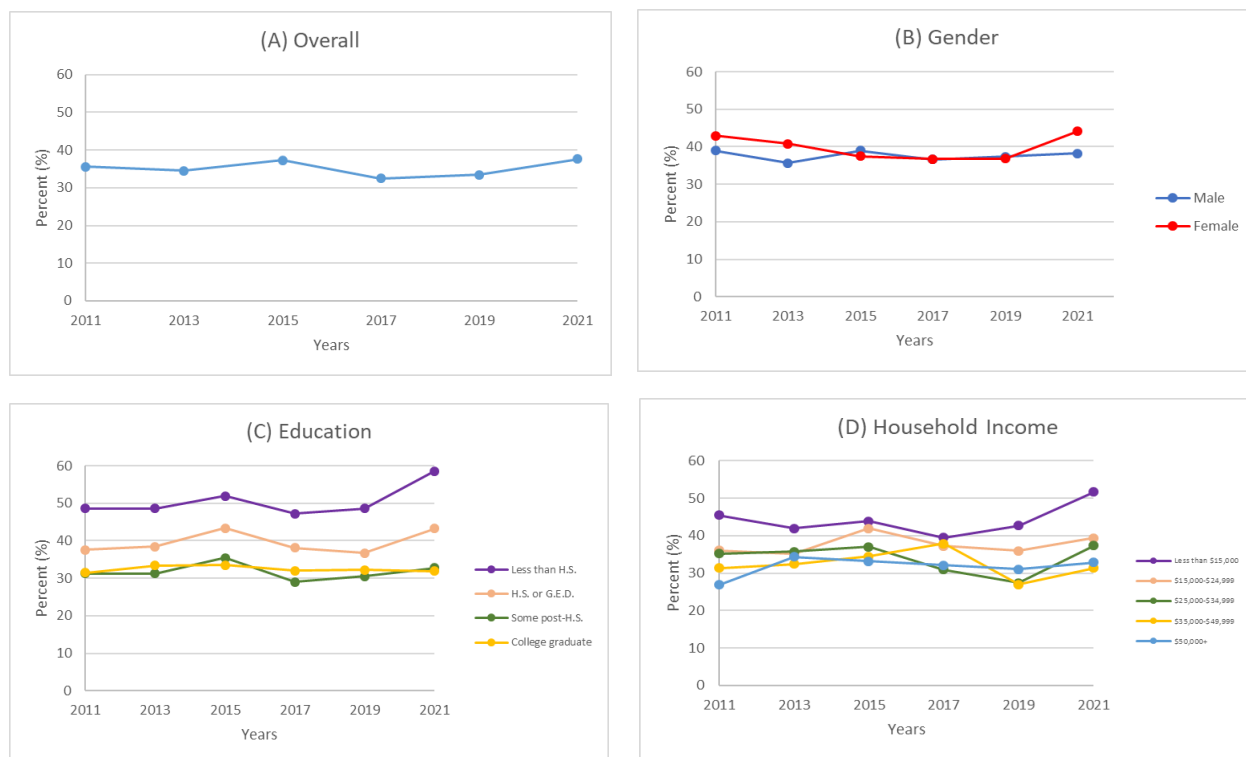 (A) Overall
Percent (%)
60
50
40
30
20
10
0
2011 2013 2015 2017 2019 2021
Years
(B) Gender
Percent (%)
60
50
40
30
20
10
0
2011 2013 2015 2017 2019 2021
Years
Male
Female
(C) Education
Percent (%)
60
50
40
30
20
10
0
2011 2013 2015 2017 2019 2021
Years
Less than H.S.
H.S. or G.E.D.
Some post-H.S.
College graduate
(D) Household Income
Percent (%)
60
50
40
30
20
10
0
2011 2013 2015 2017 2019 2021
Years
Less than $15,000
$15,000-$24,999
$25,000-$34,999
$35,000-$49,999
$50,000+